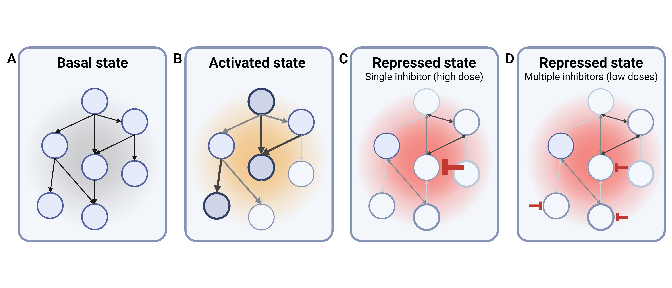 A
Basal state
B
Activated state
C
Repressed state
Single inhibitor (high dose)
D
Repressed state
Multiple inhibitors (low doses)